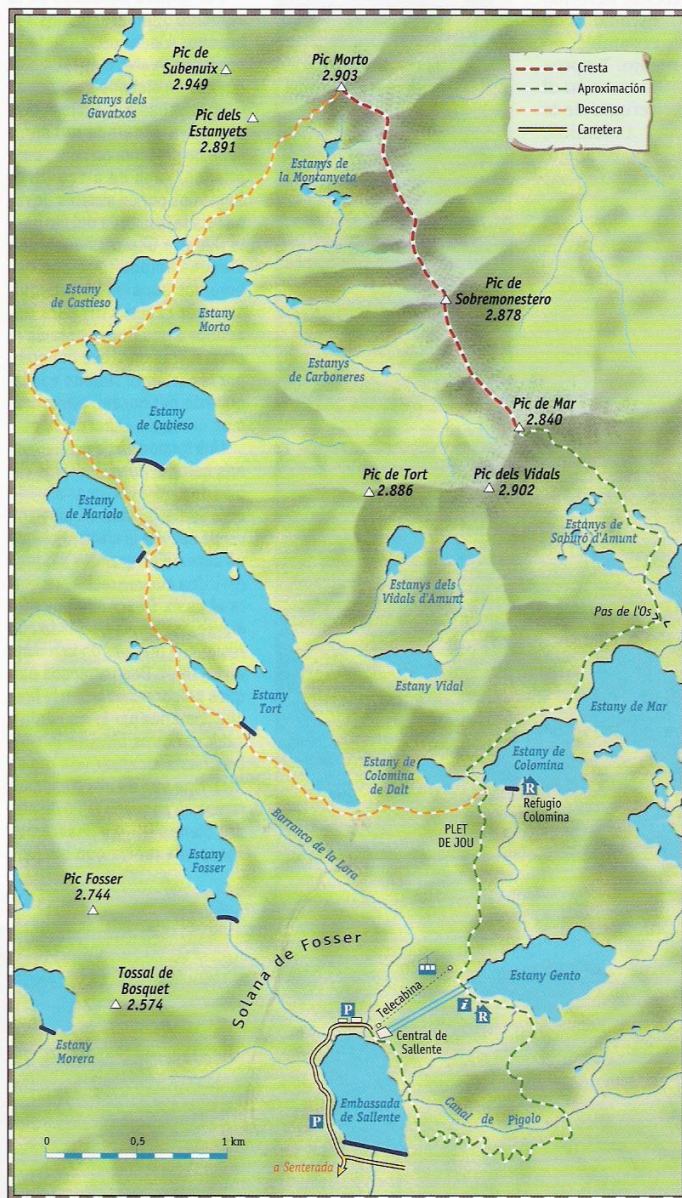 Pic de
Subenuix
2.949
Pic Morto
2.903
Cresta
Aproximación
Descenso
Carretera
Estanys dels
Gavatxos
Pic dels
Estanyets
2.891
Estanys de
la Montanyeta
Estany
de Castieso
Estany
Morto
Pic de
Sobremonestero
2.878
Estanys
de Carboneres
Estany
de Cubieso
Pic de Mar
2.840
Pic de Tort
2.886
Pic dels Vidals
2.902
Estany
de Mariolo
Estanys de
Saburó d'Amunt
Estanys dels
Vidals d'Amunt
Pas de l'Os
Estany Vidal
Estany
Tort
Estany de Mar
Estany de
Colomina
de Dalt
Estany de
Colomina
R
Refugio
Colomina
PLET
DE JOU
Barranco de la Lora
Estany
Fosser
Pic Fosser
2.744
Solana de Fosser
Tossal de
Bosquet
2.574
Estany
Morera
Telecabina
Estany Gento
i
R
P
Central de
Sallente
Embassada
de Sallente
P
Canal de Pigolo
0
0,5
1 km
a Senterada